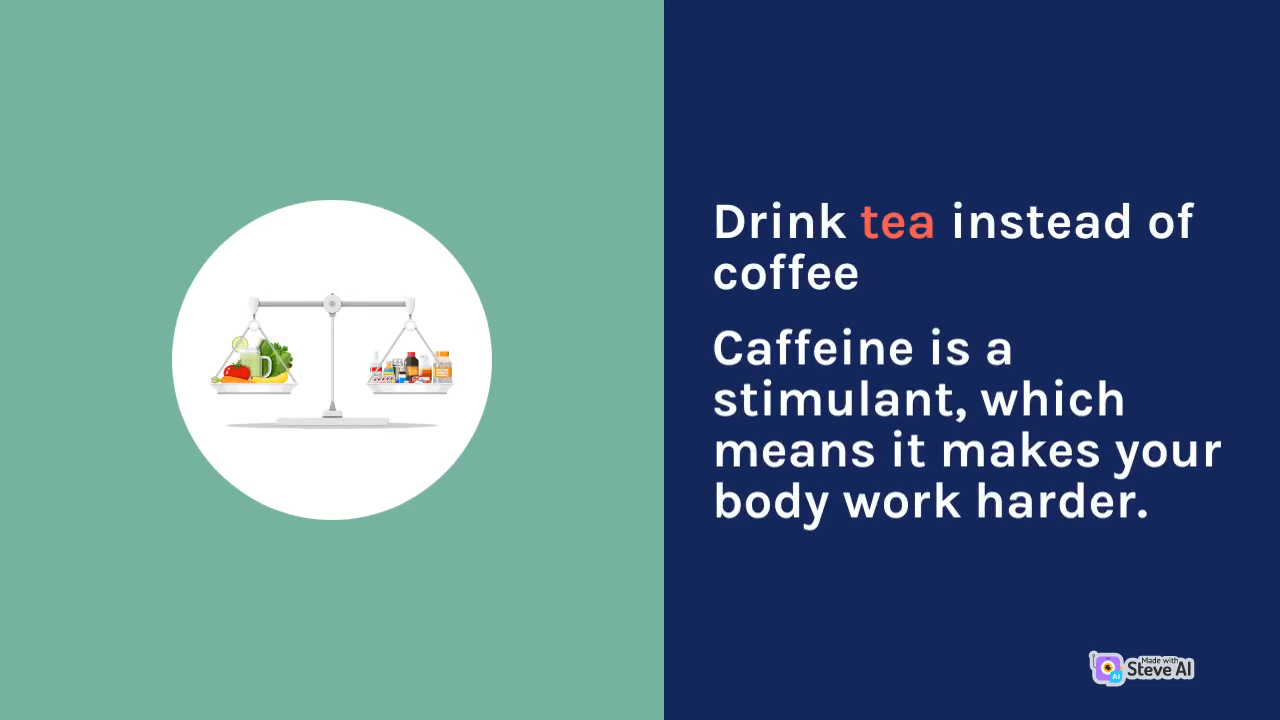 Drink tea instead of
coffee
Caffeine is a
stimulant, which
means it makes your
body work harder.
Made with
Steve AI
AI